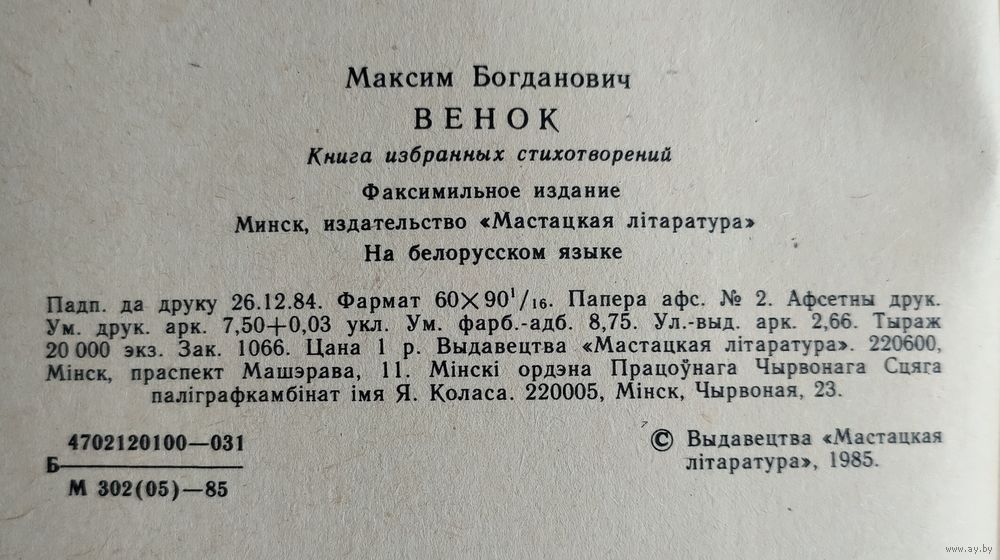 Максим Богданович
ВЕНОК
Книга избранных стихотворений
Факсимильное издание
Минск, издательство «Мастацкая літаратура»
На белорусском языке
Падп. да друку 26.12.84. Фармат 60×90¹/₁₆. Папера афс. № 2. Афсетны друк.
Ум. друк. арк. 7,50+0,03 укл. Ум. фарб.-адб. 8,75. Ул.-выд. арк. 2,66. Тыраж
20 000 экз. Зак. 1066. Цана 1 р. Выдавецтва «Мастацкая літаратура». 220600,
Мінск, праспект Машэрава, 11. Мінскі ордэна Працоўнага Чырвонага Сцяга
паліграфкамбінат імя Я. Коласа. 220005, Мінск, Чырвоная, 23.
4702120100—031
Б
М 302(05)—85
© Выдавецтва «Мастацкая
літаратура», 1985.
www.ay.by